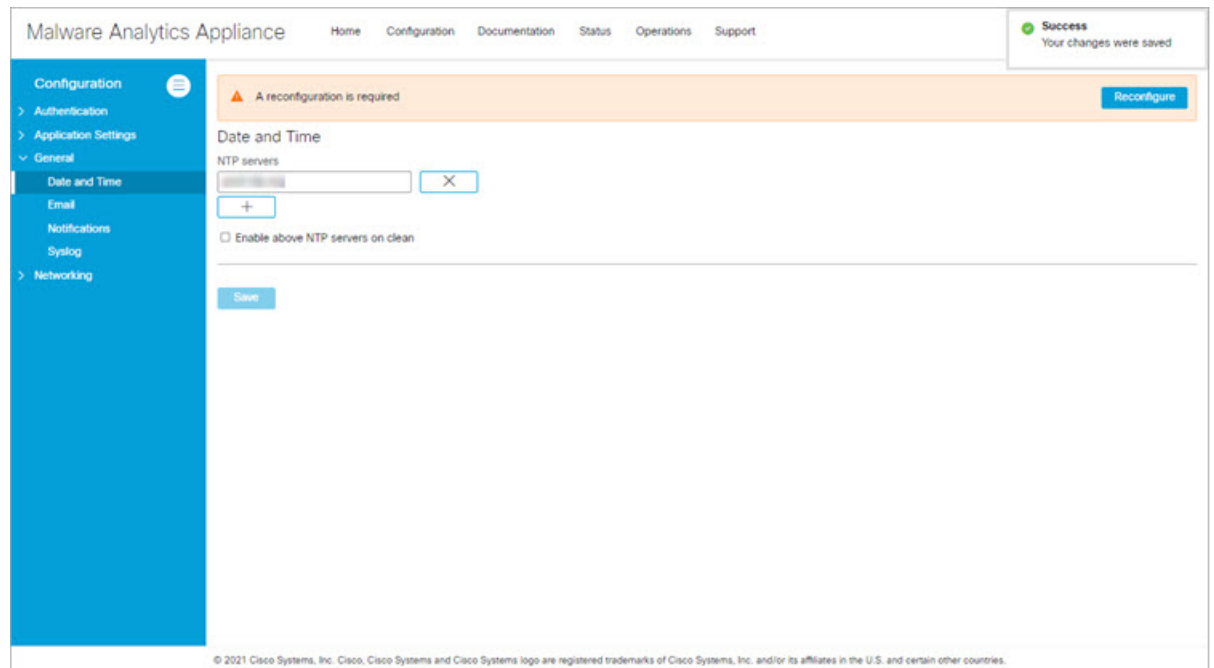 Malware Analytics Appliance
Home Configuration Documentation Status Operations Support
Success
Your changes were saved
Configuration
Authentication
Application Settings
General
Date and Time
Email
Notifications
Syslog
Networking
A reconfiguration is required
Reconfigure
Date and Time
NTP servers
Enable above NTP servers on clean
Save
© 2021 Cisco Systems, Inc. Cisco, Cisco Systems and Cisco Systems logo are registered trademarks of Cisco Systems, Inc. and/or its affiliates in the U.S. and certain other countries.